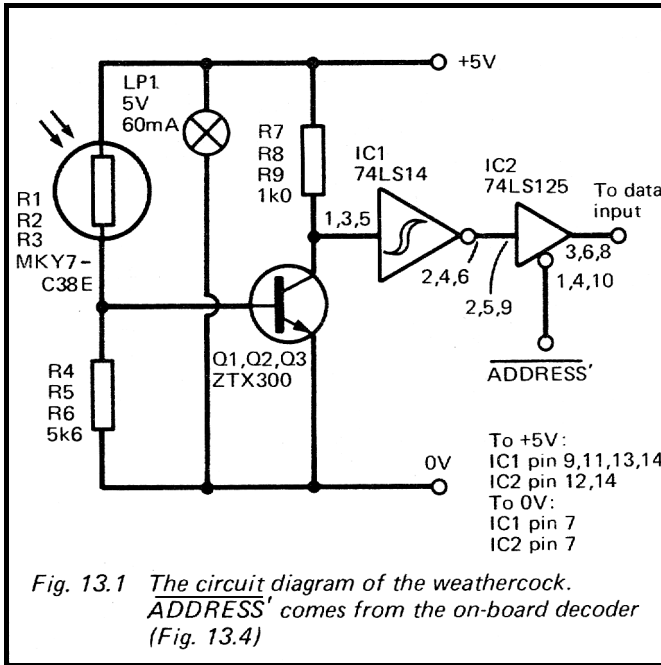 LP1.
5V
60mA
+5V
R7
R8
R9
1k0
IC1
74LS14
IC2
74LS125
To data
input
R1
R2
R3
MKY7-
C38E
1,3,5
2,4,6
2,5,9
3,6,8
1,4,10
ADDRESS'
Q1,Q2,Q3
ZTX300
R4
R5
R6
5k6
0V
To +5V:
IC1 pin 9,11,13,14
IC2 pin 12,14
To 0V:
IC1 pin 7
IC2 pin 7
Fig. 13.1 The circuit diagram of the weathercock.
ADDRESS' comes from the on-board decoder
(Fig. 13.4)